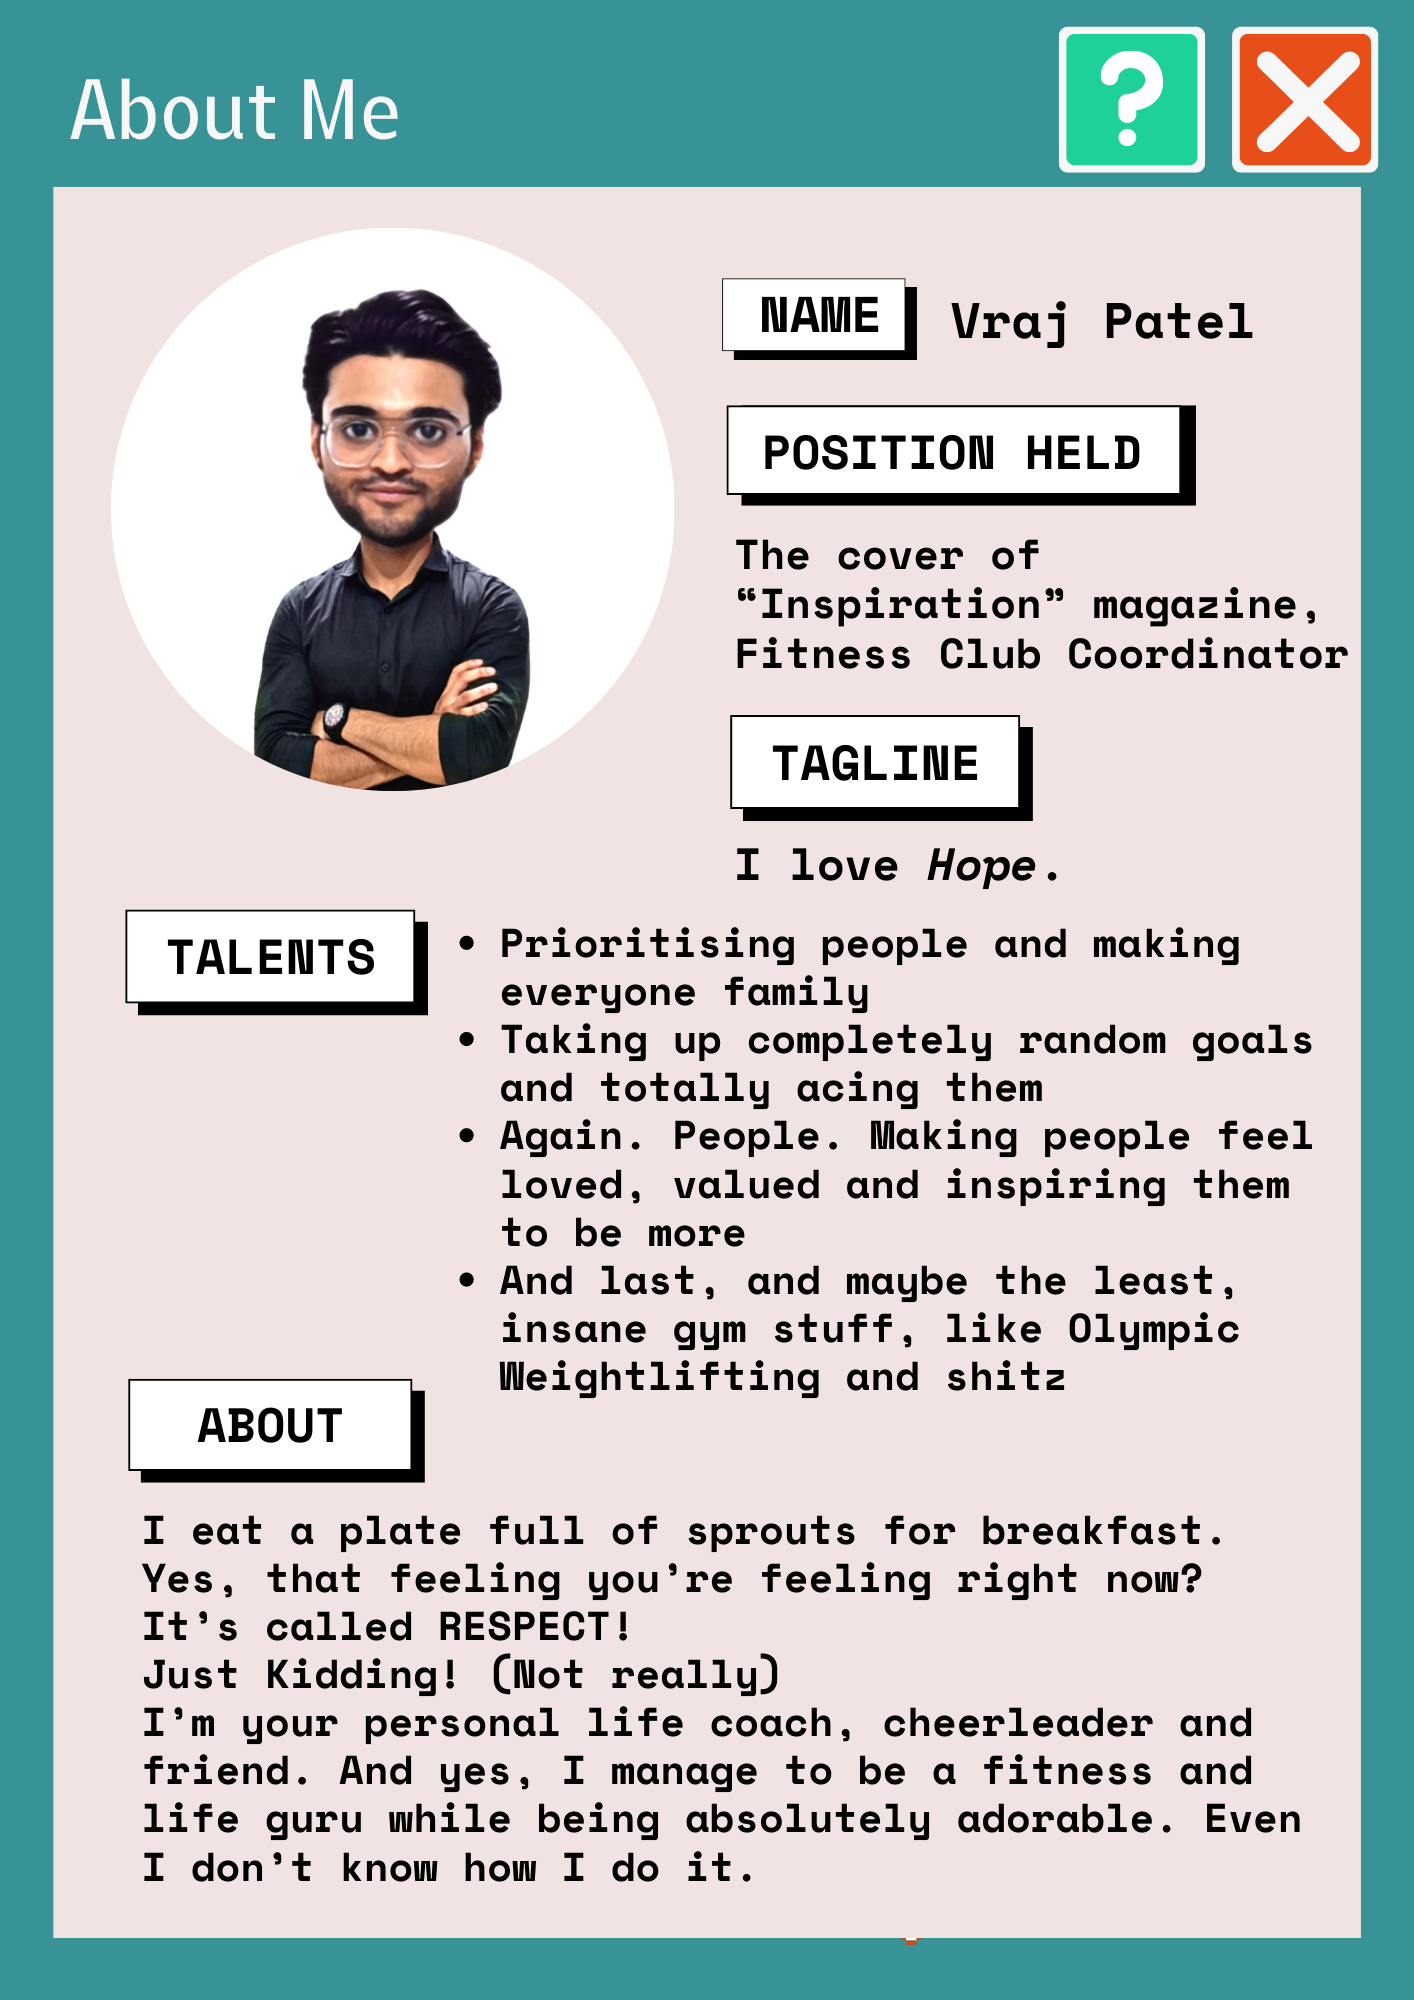 About Me
?
NAME
Vraj Patel
POSITION HELD
The cover of
“Inspiration” magazine,
Fitness Club Coordinator
TAGLINE
I love Hope.
TALENTS
• Prioritising people and making
everyone family
• Taking up completely random goals
and totally acing them
• Again. People. Making people feel
loved, valued and inspiring them
to be more
• And last, and maybe the least,
insane gym stuff, like Olympic
Weightlifting and shitz
ABOUT
I eat a plate full of sprouts for breakfast.
Yes, that feeling you’re feeling right now?
It’s called RESPECT!
Just Kidding! (Not really)
I’m your personal life coach, cheerleader and
friend. And yes, I manage to be a fitness and
life guru while being absolutely adorable. Even
I don’t know how I do it.